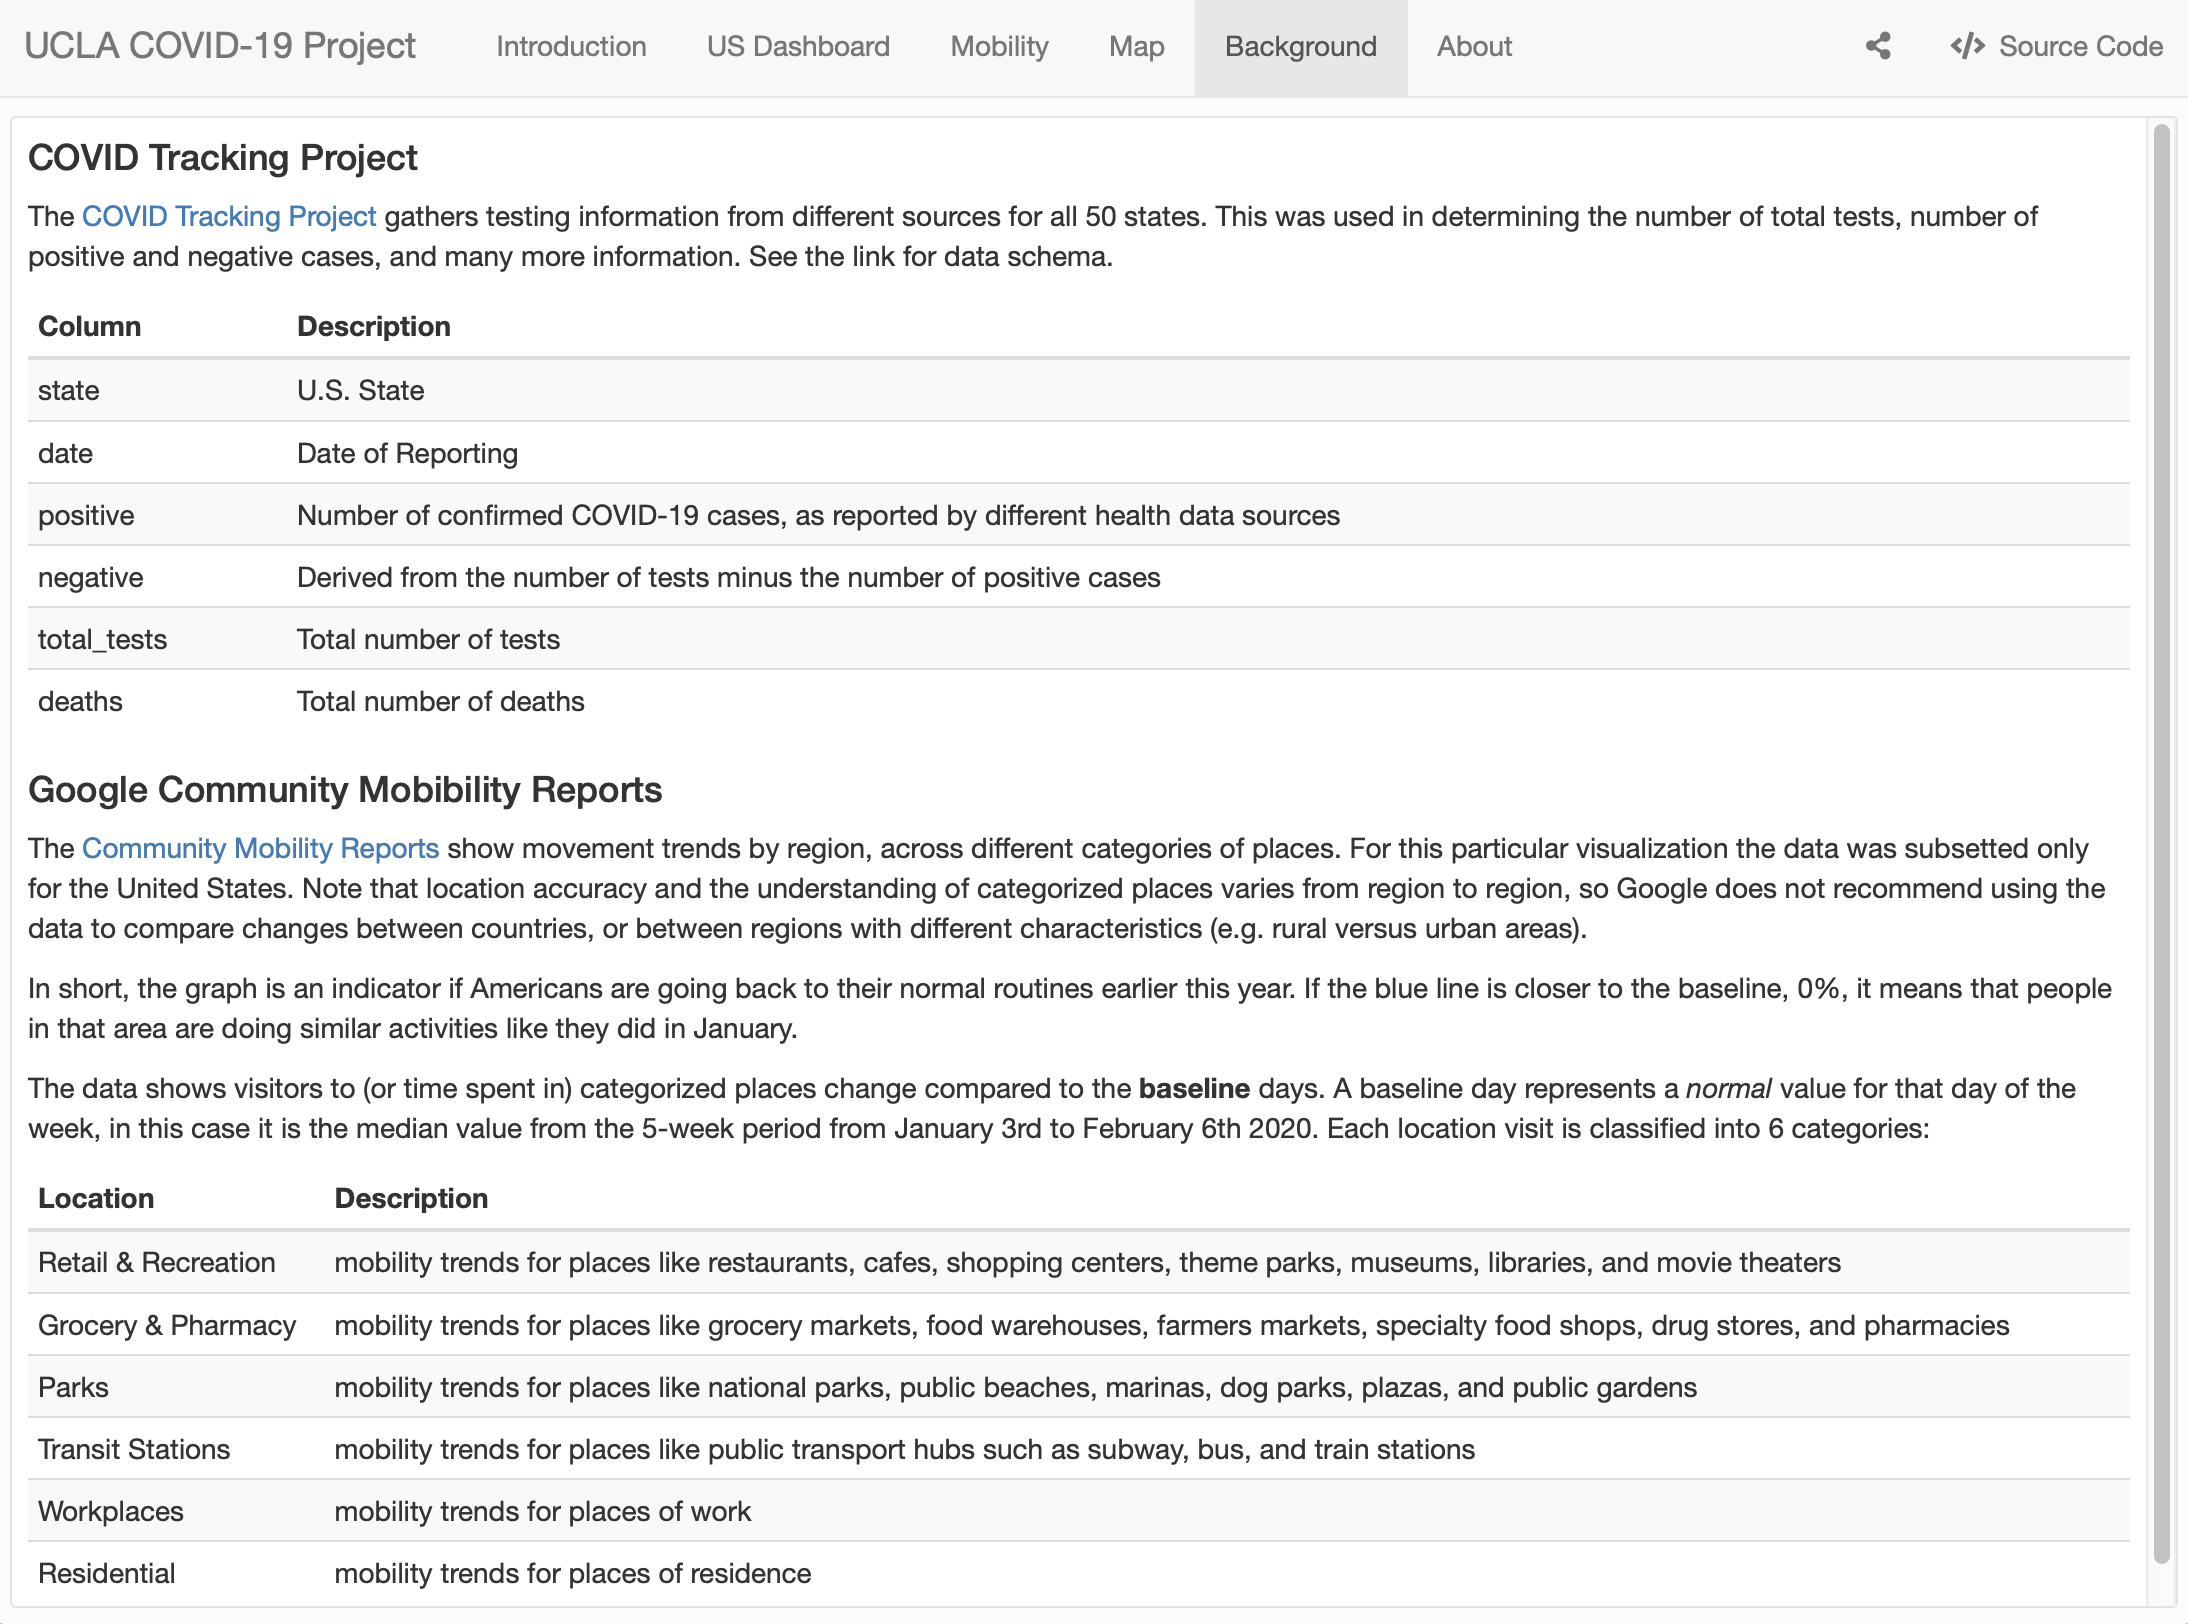 UCLA COVID-19 Project Introduction US Dashboard Mobility Map Background About </> Source Code
COVID Tracking Project
The COVID Tracking Project gathers testing information from different sources for all 50 states. This was used in determining the number of total tests, number of
positive and negative cases, and many more information. See the link for data schema.
Column Description
state U.S. State
date Date of Reporting
positive Number of confirmed COVID-19 cases, as reported by different health data sources
negative Derived from the number of tests minus the number of positive cases
total_tests Total number of tests
deaths Total number of deaths
Google Community Mobibility Reports
The Community Mobility Reports show movement trends by region, across different categories of places. For this particular visualization the data was subsetted only
for the United States. Note that location accuracy and the understanding of categorized places varies from region to region, so Google does not recommend using the
data to compare changes between countries, or between regions with different characteristics (e.g. rural versus urban areas).
In short, the graph is an indicator if Americans are going back to their normal routines earlier this year. If the blue line is closer to the baseline, 0%, it means that people
in that area are doing similar activities like they did in January.
The data shows visitors to (or time spent in) categorized places change compared to the baseline days. A baseline day represents a normal value for that day of the
week, in this case it is the median value from the 5-week period from January 3rd to February 6th 2020. Each location visit is classified into 6 categories:
Location Description
Retail & Recreation mobility trends for places like restaurants, cafes, shopping centers, theme parks, museums, libraries, and movie theaters
Grocery & Pharmacy mobility trends for places like grocery markets, food warehouses, farmers markets, specialty food shops, drug stores, and pharmacies
Parks mobility trends for places like national parks, public beaches, marinas, dog parks, plazas, and public gardens
Transit Stations mobility trends for places like public transport hubs such as subway, bus, and train stations
Workplaces mobility trends for places of work
Residential mobility trends for places of residence